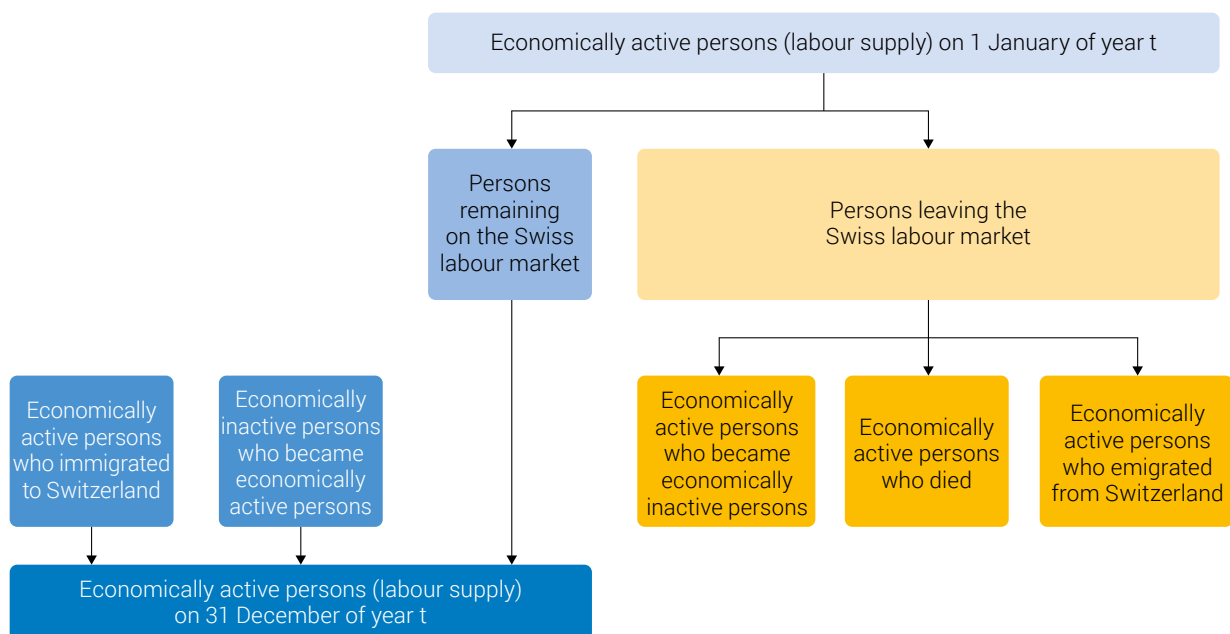 Economically active persons (labour supply) on 1 January of year t
Persons
remaining
on the Swiss
labour market
Persons leaving the
Swiss labour market
Economically
active persons
who immigrated
to Switzerland
Economically
inactive persons
who became
economically
active persons
Economically
active persons
who became
economically
inactive persons
Economically
active persons
who died
Economically
active persons
who emigrated
from Switzerland
Economically active persons (labour supply)
on 31 December of year t